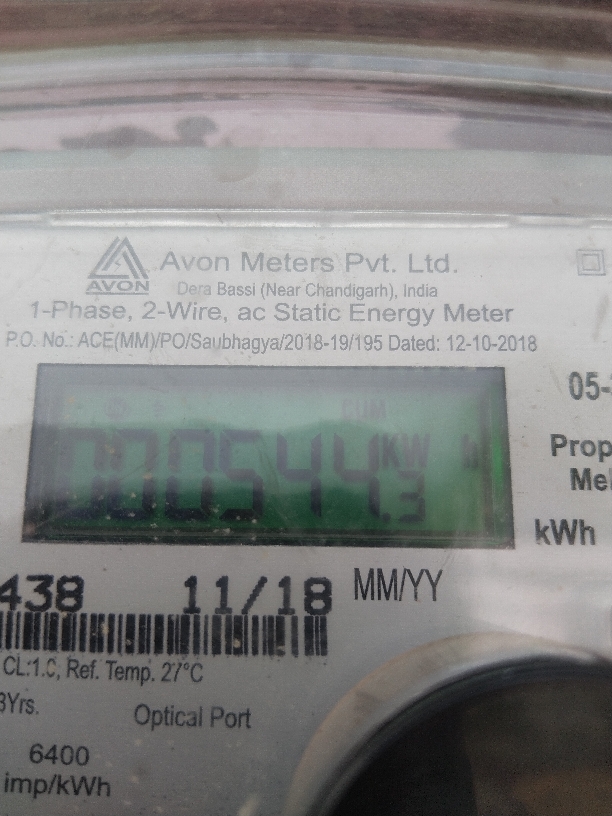 AVON
Avon Meters Pvt. Ltd.
Dera Bassi (Near Chandigarh), India
1-Phase, 2-Wire, ac Static Energy Meter
P.O. No.: ACE(MM)/PO/Saubhagya/2018-19/195 Dated: 12-10-2018
05-
CUM
000544.3 KW h
Prop
Me
kWh
438 11/18 MM/YY
CL:1.0, Ref. Temp. 27°C
3Yrs.
Optical Port
6400
imp/kWh